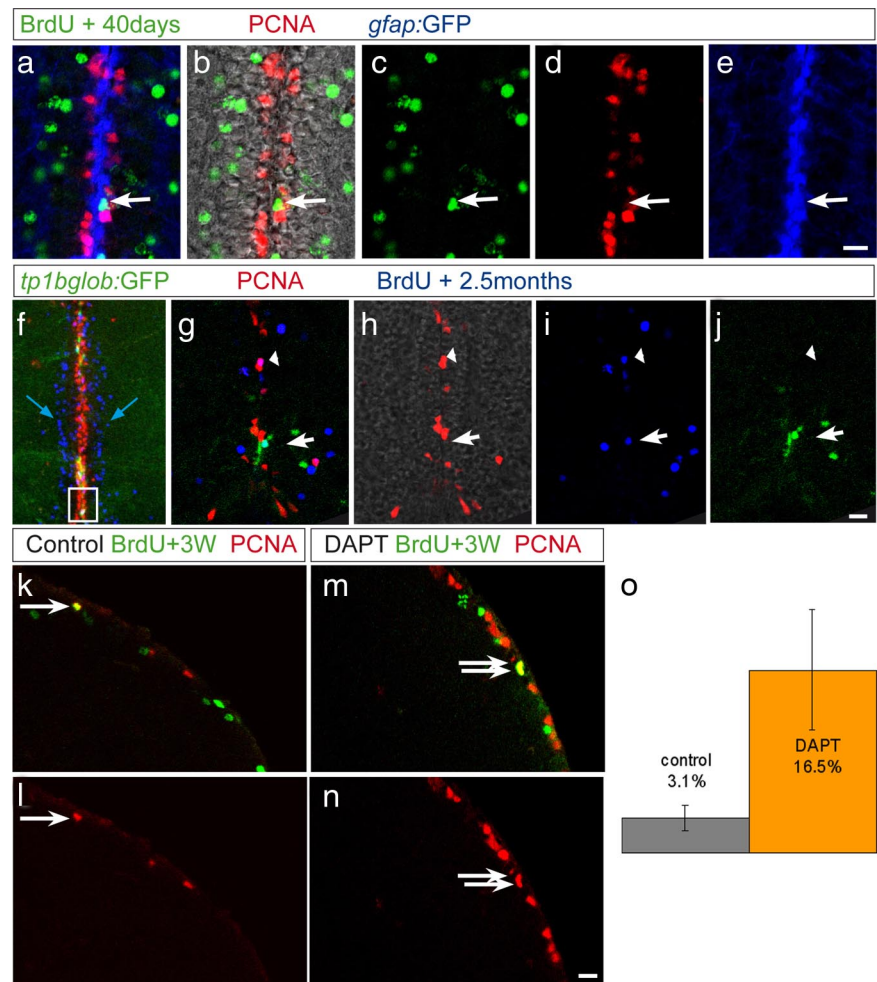 BrdU + 40days PCNA gfap:GFP
a b c d e
tp1bglob:GFP PCNA BrdU + 2.5months
f g h i j
Control BrdU+3W PCNA
DAPT BrdU+3W PCNA
k m o
control
3.1%
DAPT
16.5%
l n